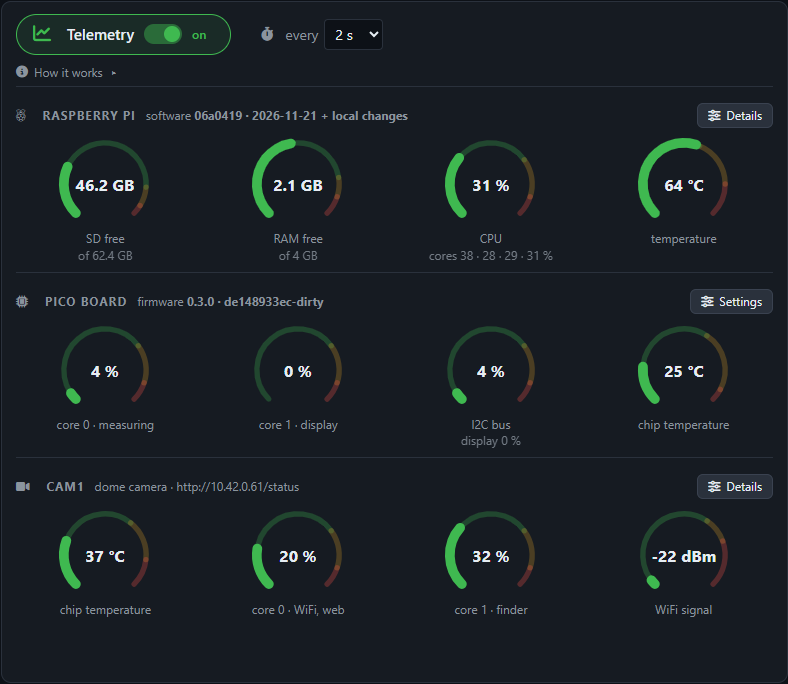 Telemetry on every 2 s
How it works
RASPBERRY PI software 06a0419 · 2026-11-21 + local changes Details
46.2 GB 2.1 GB 31 % 64 °C
SD free RAM free CPU temperature
of 62.4 GB of 4 GB cores 38 · 28 · 29 · 31 %
PICO BOARD firmware 0.3.0 · de148933ec-dirty Settings
4 % 0 % 4 % 25 °C
core 0 · measuring core 1 · display I2C bus chip temperature
display 0 %
CAM1 dome camera · http://10.42.0.61/status Details
37 °C 20 % 32 % -22 dBm
chip temperature core 0 · WiFi, web core 1 · finder WiFi signal